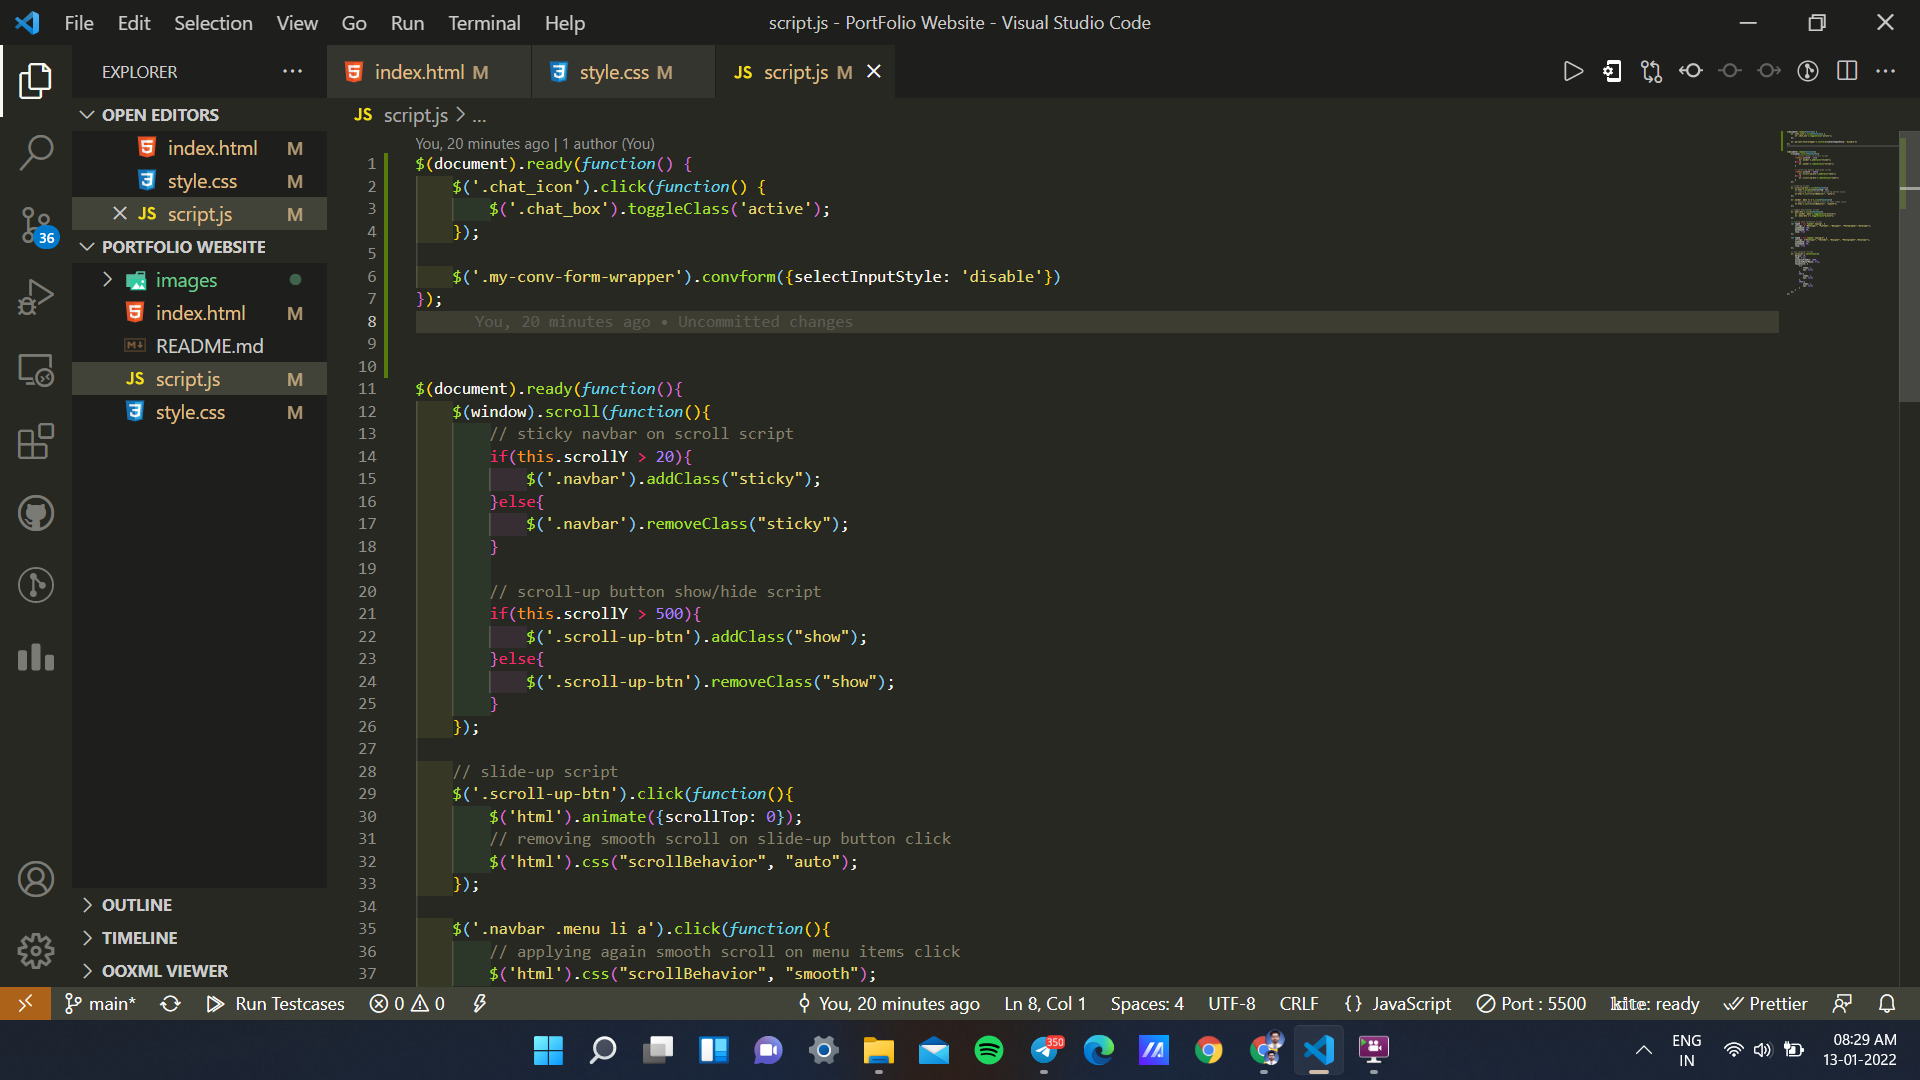 File Edit Selection View Go Run Terminal Help
script.js - PortFolio Website - Visual Studio Code
EXPLORER
index.html M
style.css M
JS script.js M
OPEN EDITORS
index.html M
style.css M
JS script.js M
36
PORTFOLIO WEBSITE
images
index.html M
README.md
JS script.js M
style.css M
OUTLINE
TIMELINE
OOXML VIEWER
JS script.js > ...
You, 20 minutes ago | 1 author (You)
1 $(document).ready(function() {
2 $('.chat_icon').click(function() {
3 $('.chat_box').toggleClass('active');
4 });
5
6 $('.my-conv-form-wrapper').convform({selectInputStyle: 'disable'})
7 });
8 You, 20 minutes ago • Uncommitted changes
9
10
11 $(document).ready(function(){
12 $(window).scroll(function(){
13 // sticky navbar on scroll script
14 if(this.scrollY > 20){
15 $('.navbar').addClass("sticky");
16 }else{
17 $('.navbar').removeClass("sticky");
18 }
19
20 // scroll-up button show/hide script
21 if(this.scrollY > 500){
22 $('.scroll-up-btn').addClass("show");
23 }else{
24 $('.scroll-up-btn').removeClass("show");
25 }
26 });
27
28 // slide-up script
29 $('.scroll-up-btn').click(function(){
30 $('html').animate({scrollTop: 0});
31 // removing smooth scroll on slide-up button click
32 $('html').css("scrollBehavior", "auto");
33 });
34
35 $('.navbar .menu li a').click(function(){
36 // applying again smooth scroll on menu items click
37 $('html').css("scrollBehavior", "smooth");
main* Run Testcases 0 0 You, 20 minutes ago Ln 8, Col 1 Spaces: 4 UTF-8 CRLF {} JavaScript Port : 5500 kite: ready Prettier
350
ENG
IN
08:29 AM
13-01-2022